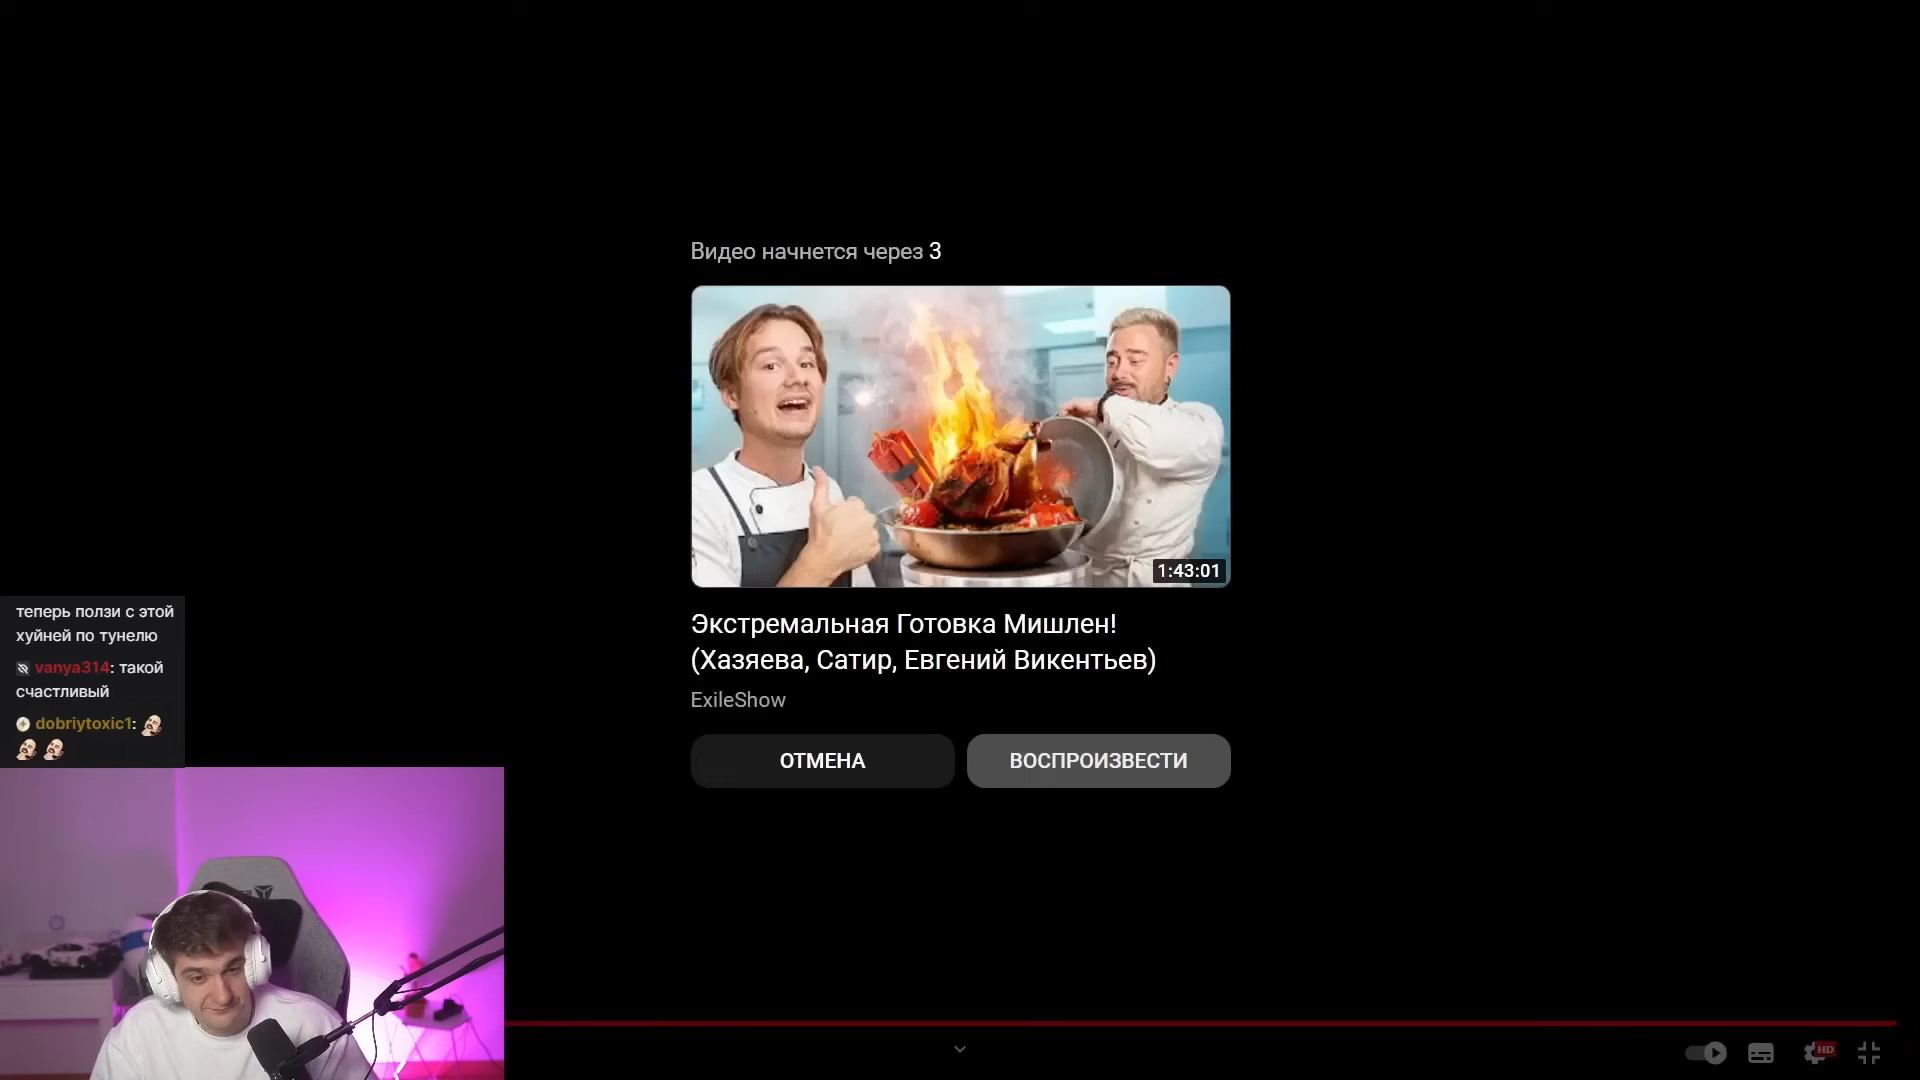 Видео начнется через 3
1:43:01
Экстремальная Готовка Мишлен!
(Хазяева, Сатир, Евгений Викентьев)
ExileShow
ОТМЕНА
ВОСПРОИЗВЕСТИ
теперь ползи с этой
хуйней по тунелю
vanya314: такой
счастливый
dobriytoxic1:
HD